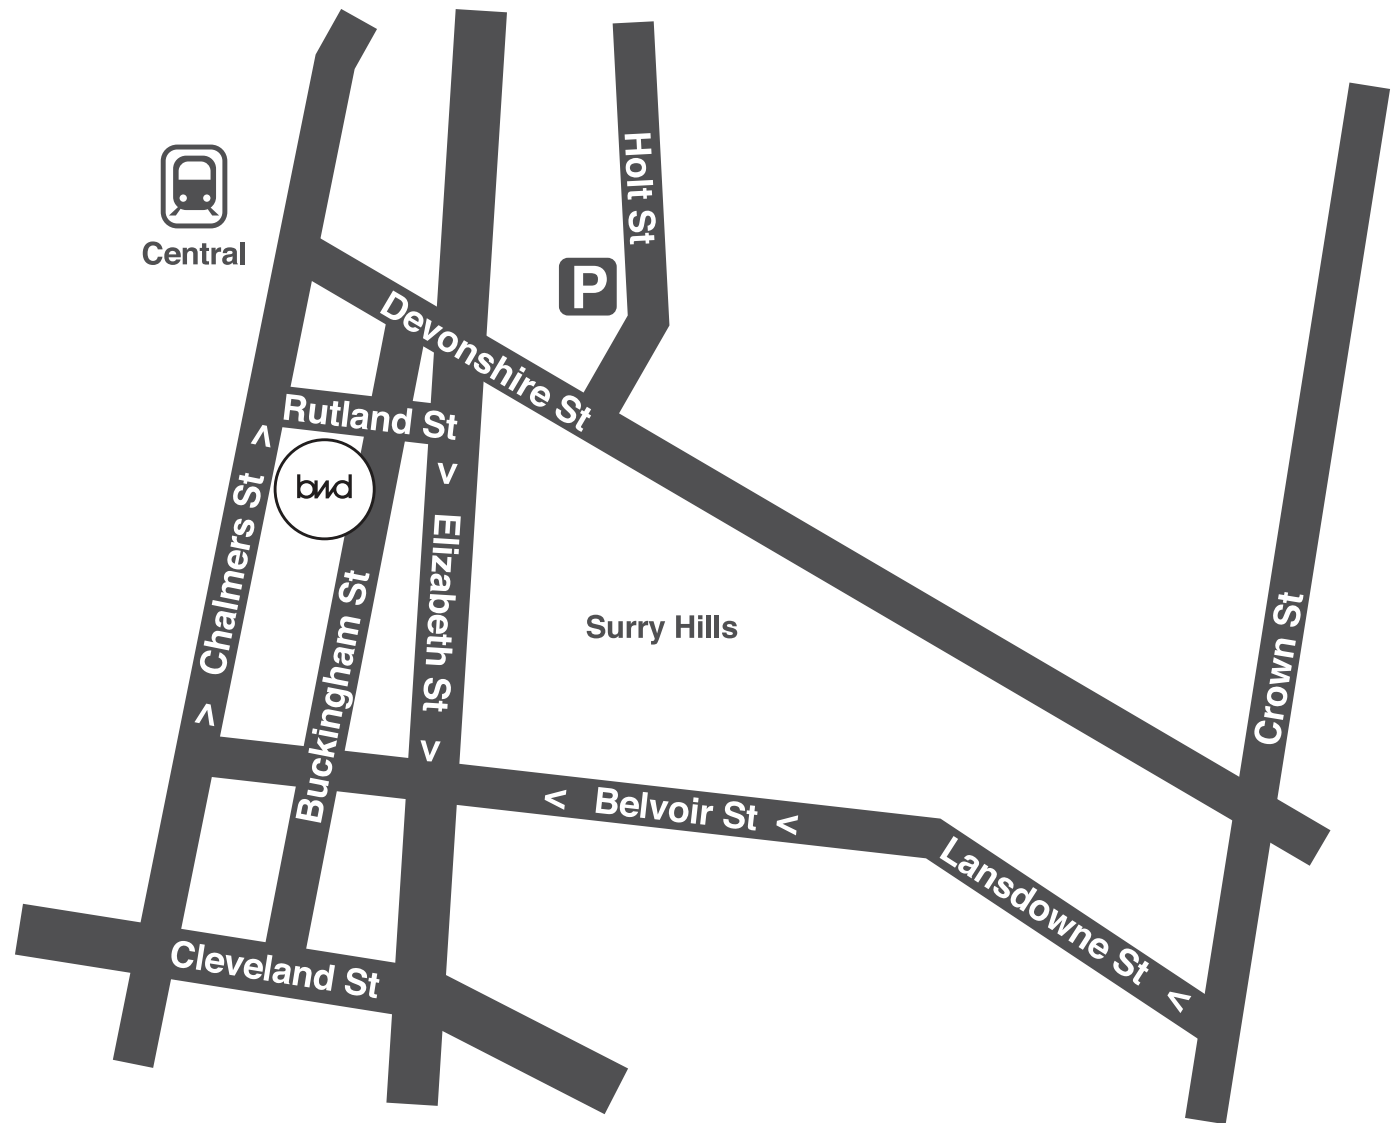 Holt St
Central
P
Devonshire St
Rutland St
bwd
Chalmers St
Elizabeth St
Buckingham St
Surry Hills
Crown St
Belvoir St
Lansdowne St
Cleveland St